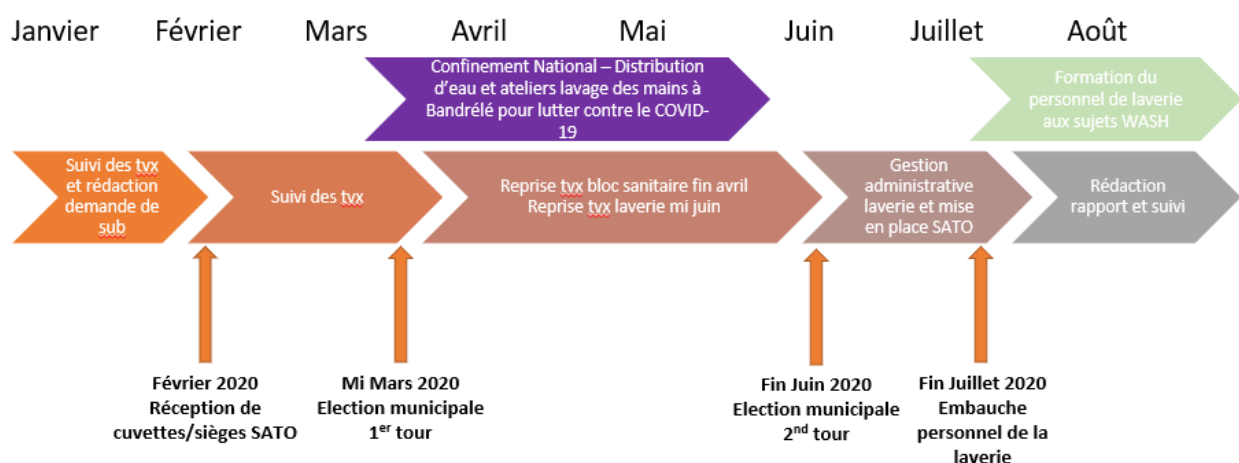 Janvier Février Mars Avril Mai Juin Juillet Août
Confinement National – Distribution
d'eau et ateliers lavage des mains à
Bandrélé pour lutter contre le COVID-
19
Formation du
personnel de laverie
aux sujets WASH
Suivi des tvx
et rédaction
demande de
sub
Suivi des tvx
Reprise tvx bloc sanitaire fin avril
Reprise tvx laverie mi juin
Gestion
administrative
laverie et mise
en place SATO
Rédaction
rapport et suivi
Février 2020
Réception de
cuvettes/sièges SATO
Mi Mars 2020
Election municipale
1er tour
Fin Juin 2020
Election municipale
2nd tour
Fin Juillet 2020
Embauche
personnel de la
laverie